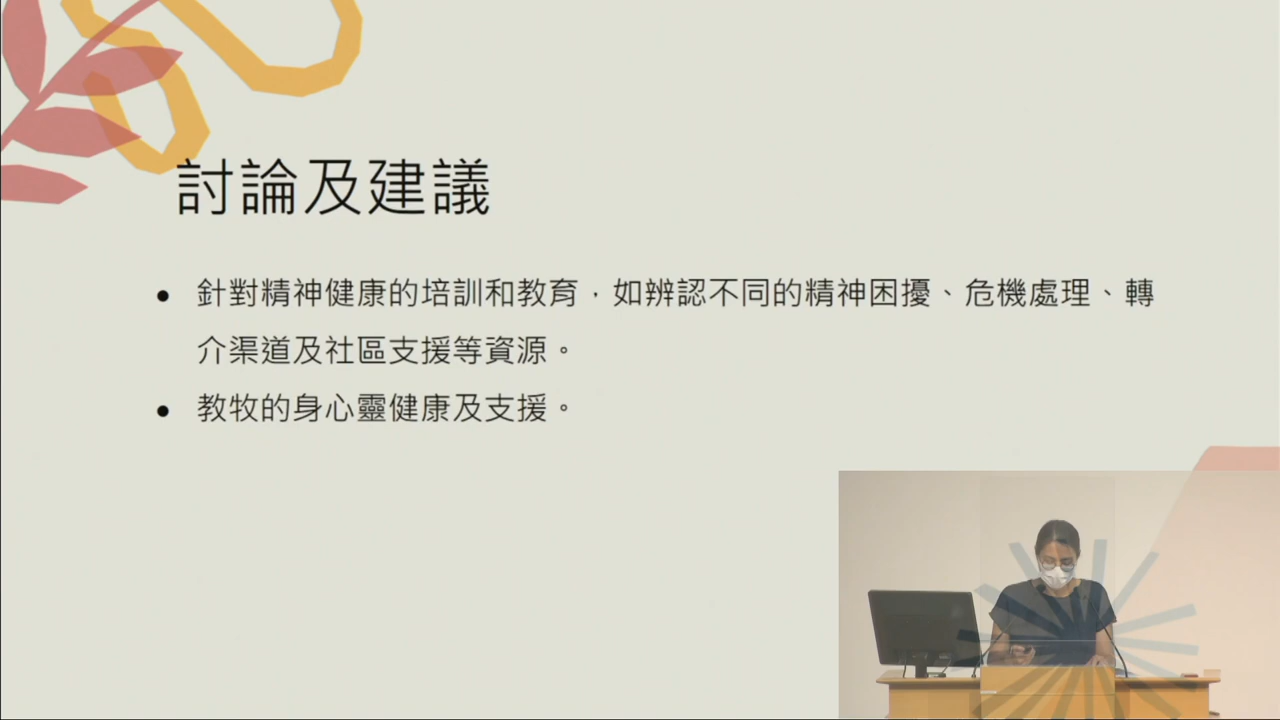 討論及建議
● 針對精神健康的培訓和教育，如辨認不同的精神困擾、危機處理、轉
介渠道及社區支援等資源。
● 教牧的身心靈健康及支援。